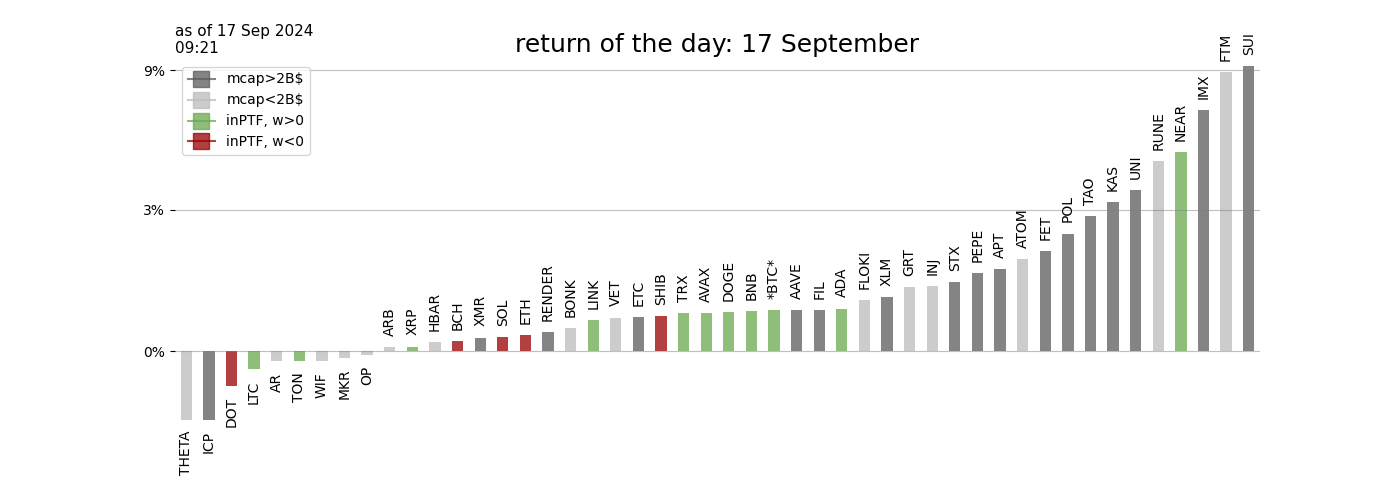 as of 17 Sep 2024
09:21
return of the day: 17 September
9%
3%
0%
mcap>2B$
mcap<2B$
inPTF, w>0
inPTF, w<0
THETA
ICP
DOT
LTC
AR
TON
WIF
MKR
OP
ARB
XRP
HBAR
BCH
XMR
SOL
ETH
RENDER
BONK
LINK
VET
ETC
SHIB
TRX
AVAX
DOGE
BNB
*BTC*
AAVE
FIL
ADA
FLOKI
XLM
GRT
INJ
STX
PEPE
APT
ATOM
FET
POL
TAO
KAS
UNI
RUNE
NEAR
IMX
FTM
SUI